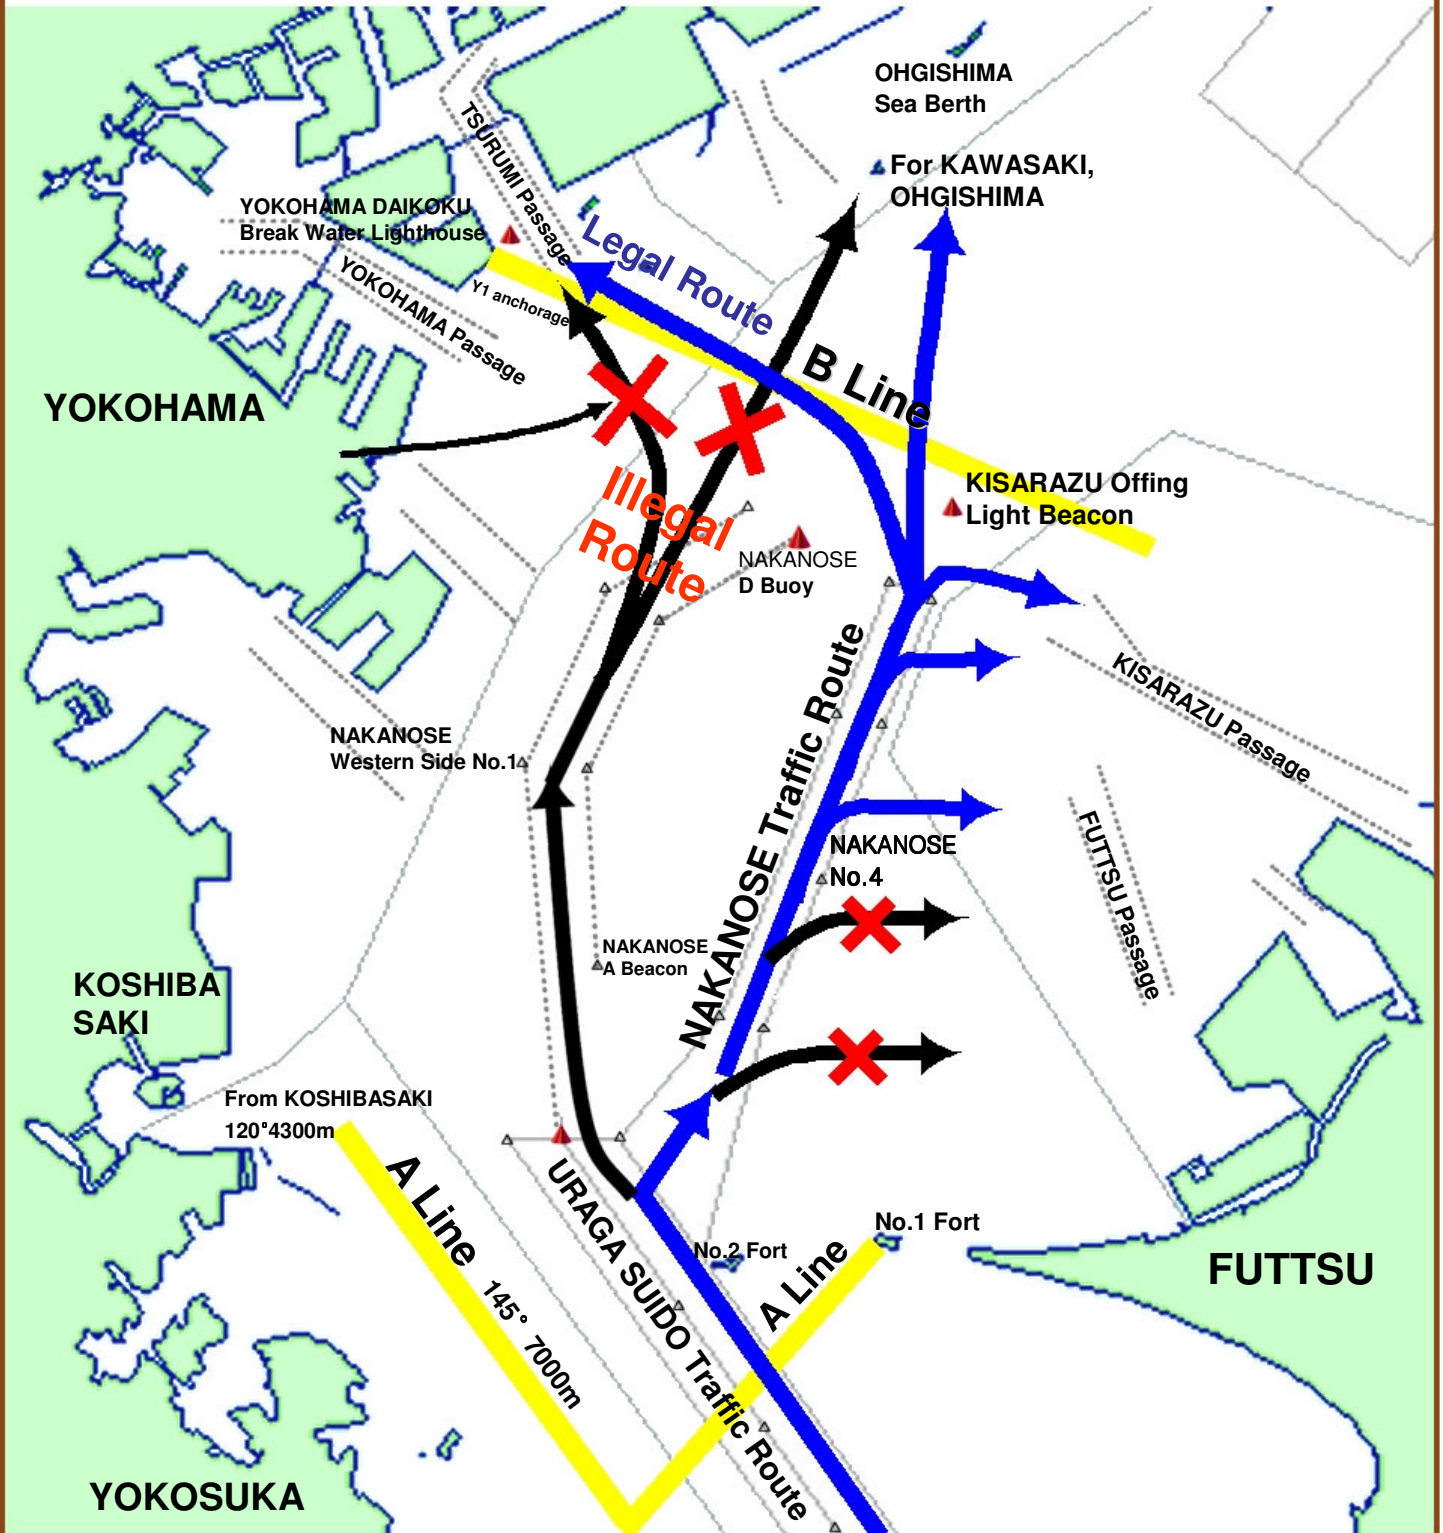 OHGISHIMA
Sea Berth
For KAWASAKI,
OHGISHIMA
TSURUMI Passage
YOKOHAMA DAIKOKU
Break Water Lighthouse
Legal Route
YOKOHAMA Passage
Y1 anchorage
B Line
YOKOHAMA
KISARAZU Offing
Light Beacon
Illegal
Route
NAKANOSE
D Buoy
KISARAZU Passage
NAKANOSE Traffic Route
NAKANOSE
Western Side No.1
NAKANOSE
No.4
FUTTSU Passage
NAKANOSE
A Beacon
KOSHIBA
SAKI
From KOSHIBASAKI
120°4300m
A Line
145° 7000m
URAGA SUIDO Traffic Route
No.1 Fort
No.2 Fort
A Line
FUTTSU
YOKOSUKA